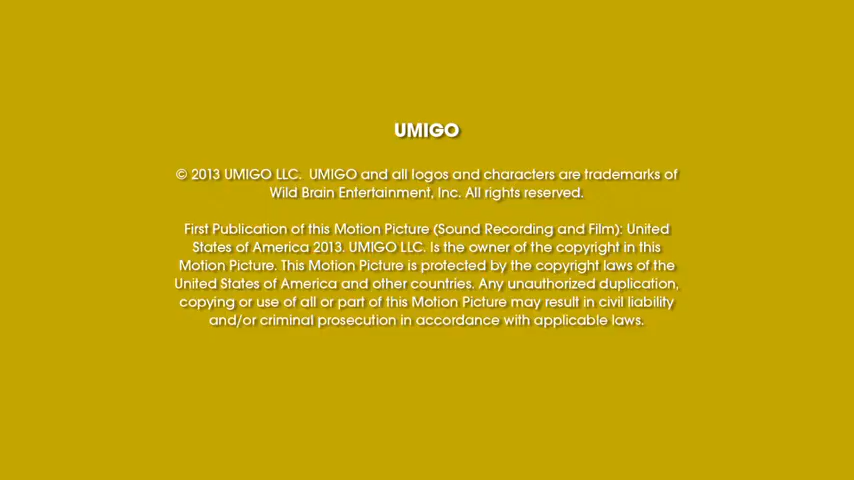 UMIGO
© 2013 UMIGO LLC. UMIGO and all logos and characters are trademarks of
Wild Brain Entertainment, Inc. All rights reserved.
First Publication of this Motion Picture (Sound Recording and Film): United
States of America 2013. UMIGO LLC. Is the owner of the copyright in this
Motion Picture. This Motion Picture is protected by the copyright laws of the
United States of America and other countries. Any unauthorized duplication,
copying or use of all or part of this Motion Picture may result in civil liability
and/or criminal prosecution in accordance with applicable laws.